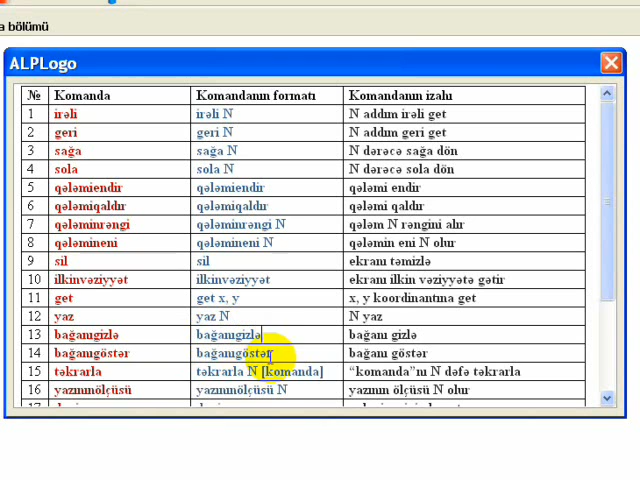 a bölümü
ALPLogo
№ Komanda Komandanın formatı Komandanın izahı
1 irəli irəli N N addım irəli get
2 geri geri N N addım geri get
3 sağa sağa N N dərəcə sağa dön
4 sola sola N N dərəcə sola dön
5 qələmiendir qələmiendir qələmi endir
6 qələmiqaldır qələmiqaldır qələmi qaldır
7 qələminrəngi qələminrəngi N qələm N rəngini alır
8 qələmineni qələmineni N qələmin eni N olur
9 sil sil ekranı təmizlə
10 ilkinvəziyyət ilkinvəziyyət ekranı ilkin vəziyyətə gətir
11 get get x, y x, y koordinantına get
12 yaz yaz N N yaz
13 bağanıgizlə bağanıgizlə bağanı gizlə
14 bağanıgöstər bağanıgöstər bağanı göstər
15 təkrarla təkrarla N [komanda] “komanda”nı N dəfə təkrarla
16 yazınınölçüsü yazınınölçüsü N yazının ölçüsü N olur